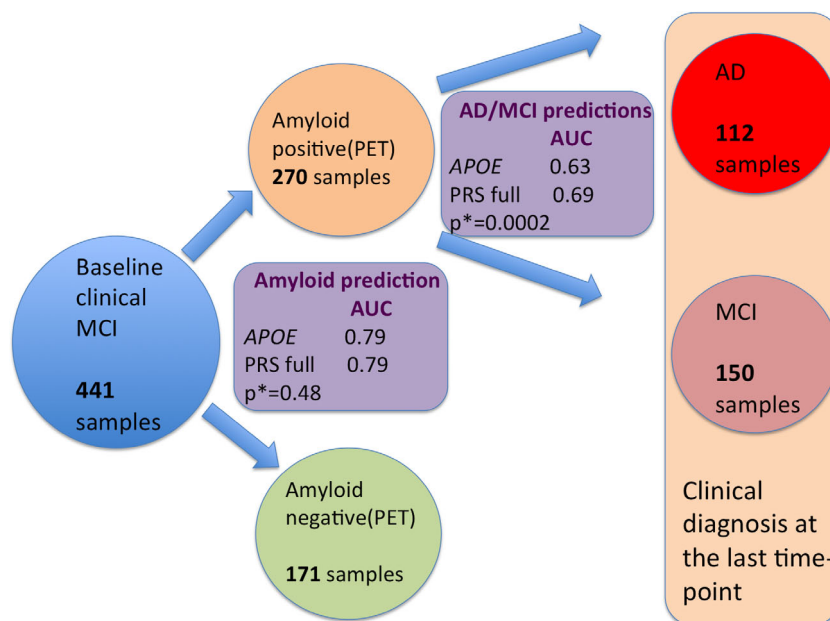 Baseline
clinical
MCI
441
samples
Amyloid
positive(PET)
270 samples
Amyloid prediction
AUC
APOE 0.79
PRS full 0.79
p*=0.48
Amyloid
negative(PET)
171 samples
AD/MCI predictions
AUC
APOE 0.63
PRS full 0.69
p*=0.0002
AD
112
samples
MCI
150
samples
Clinical
diagnosis at
the last time-
point